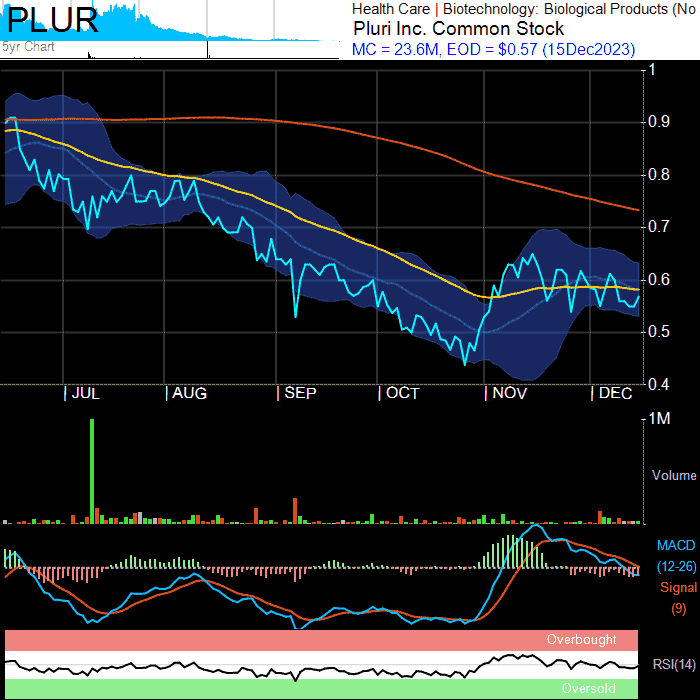 PLUR
5yr Chart
Health Care | Biotechnology: Biological Products (No
Pluri Inc. Common Stock
MC = 23.6M, EOD = $0.57 (15Dec2023)
1
0.9
0.8
0.7
0.6
0.5
0.4
| JUL | AUG | SEP | OCT | NOV | DEC
1M
Volume
MACD
(12-26)
Signal
(9)
Overbought
RSI(14)
Oversold